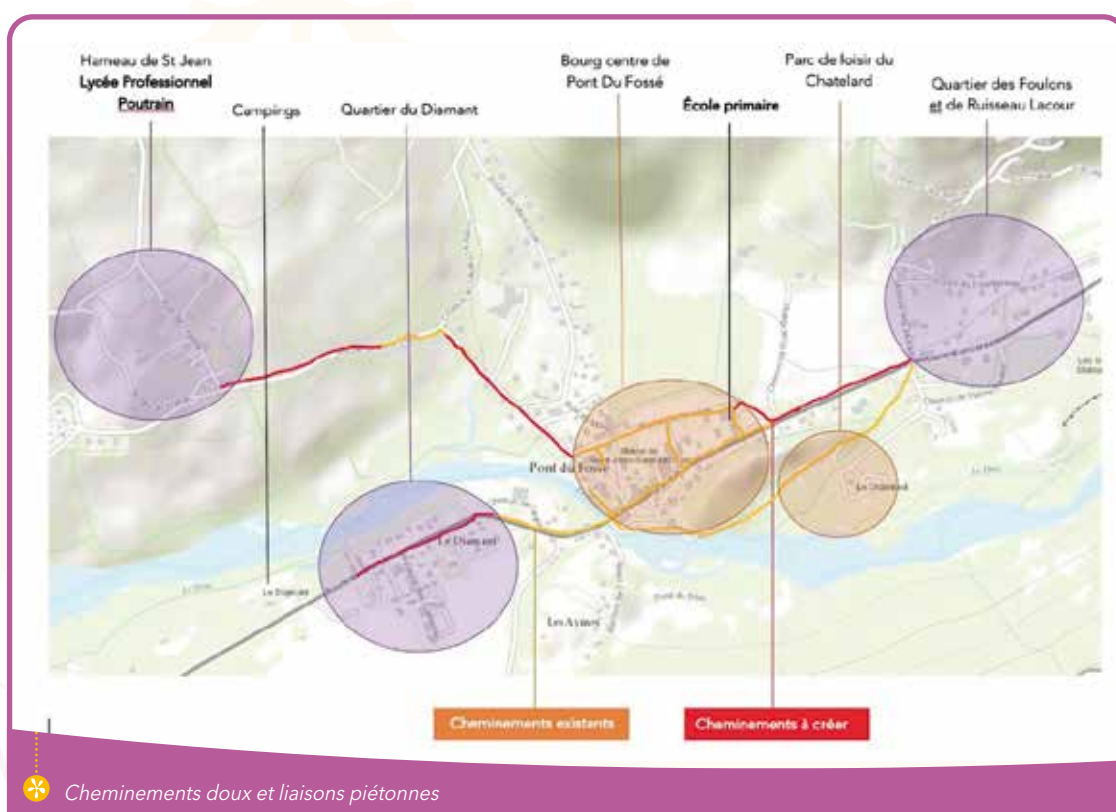 Hameau de St Jean
Lycée Professionnel
Poutrain
Campings
Quartier du Diamant
Bourg centre de
Pont Du Fossé
École primaire
Parc de loisir du
Chatelard
Quartier des Foulons
et de Ruisseau Lacour
Pont du Fossé
Le Diamant
Les Aymes
Cheminements existants
Cheminements à créer
Cheminements doux et liaisons piétonnes